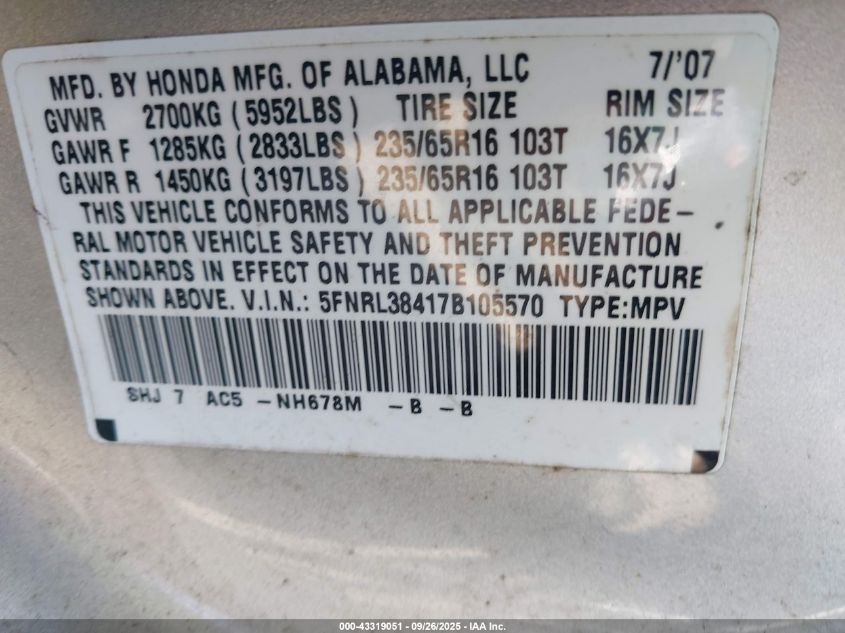 MFD. BY HONDA MFG. OF ALABAMA, LLC 7/'07
GVWR 2700KG (5952LBS) TIRE SIZE RIM SIZE
GAWR F 1285KG (2833LBS) 235/65R16 103T 16X7J
GAWR R 1450KG (3197LBS) 235/65R16 103T 16X7J
THIS VEHICLE CONFORMS TO ALL APPLICABLE FEDE-
RAL MOTOR VEHICLE SAFETY AND THEFT PREVENTION
STANDARDS IN EFFECT ON THE DATE OF MANUFACTURE
SHOWN ABOVE. V.I.N.: 5FNRL38417B105570 TYPE:MPV
SHJ 7 AC5 -NH678M -B -B
000-43319051 - 09/26/2025 - IAA Inc.